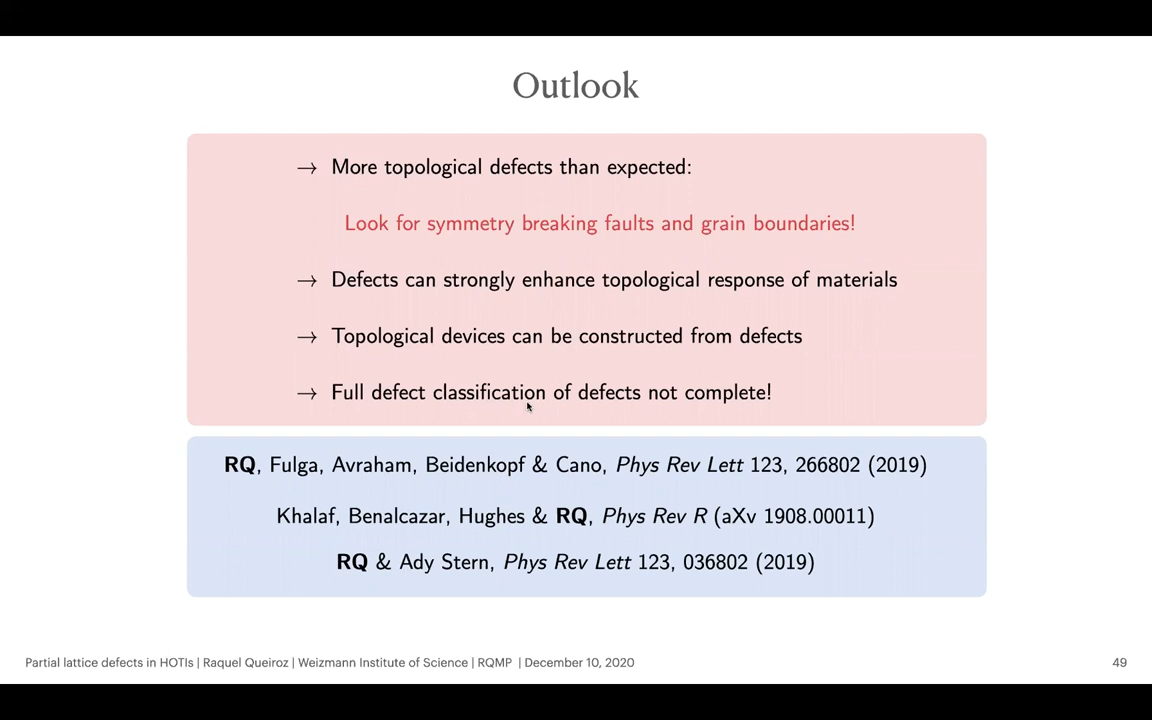 Outlook
→ More topological defects than expected:
Look for symmetry breaking faults and grain boundaries!
→ Defects can strongly enhance topological response of materials
→ Topological devices can be constructed from defects
→ Full defect classification of defects not complete!
RQ, Fulga, Avraham, Beidenkopf & Cano, Phys Rev Lett 123, 266802 (2019)
Khalaf, Benalcazar, Hughes & RQ, Phys Rev R (aXv 1908.00011)
RQ & Ady Stern, Phys Rev Lett 123, 036802 (2019)
Partial lattice defects in HOTIs | Raquel Queiroz | Weizmann Institute of Science | RQMP | December 10, 2020
49